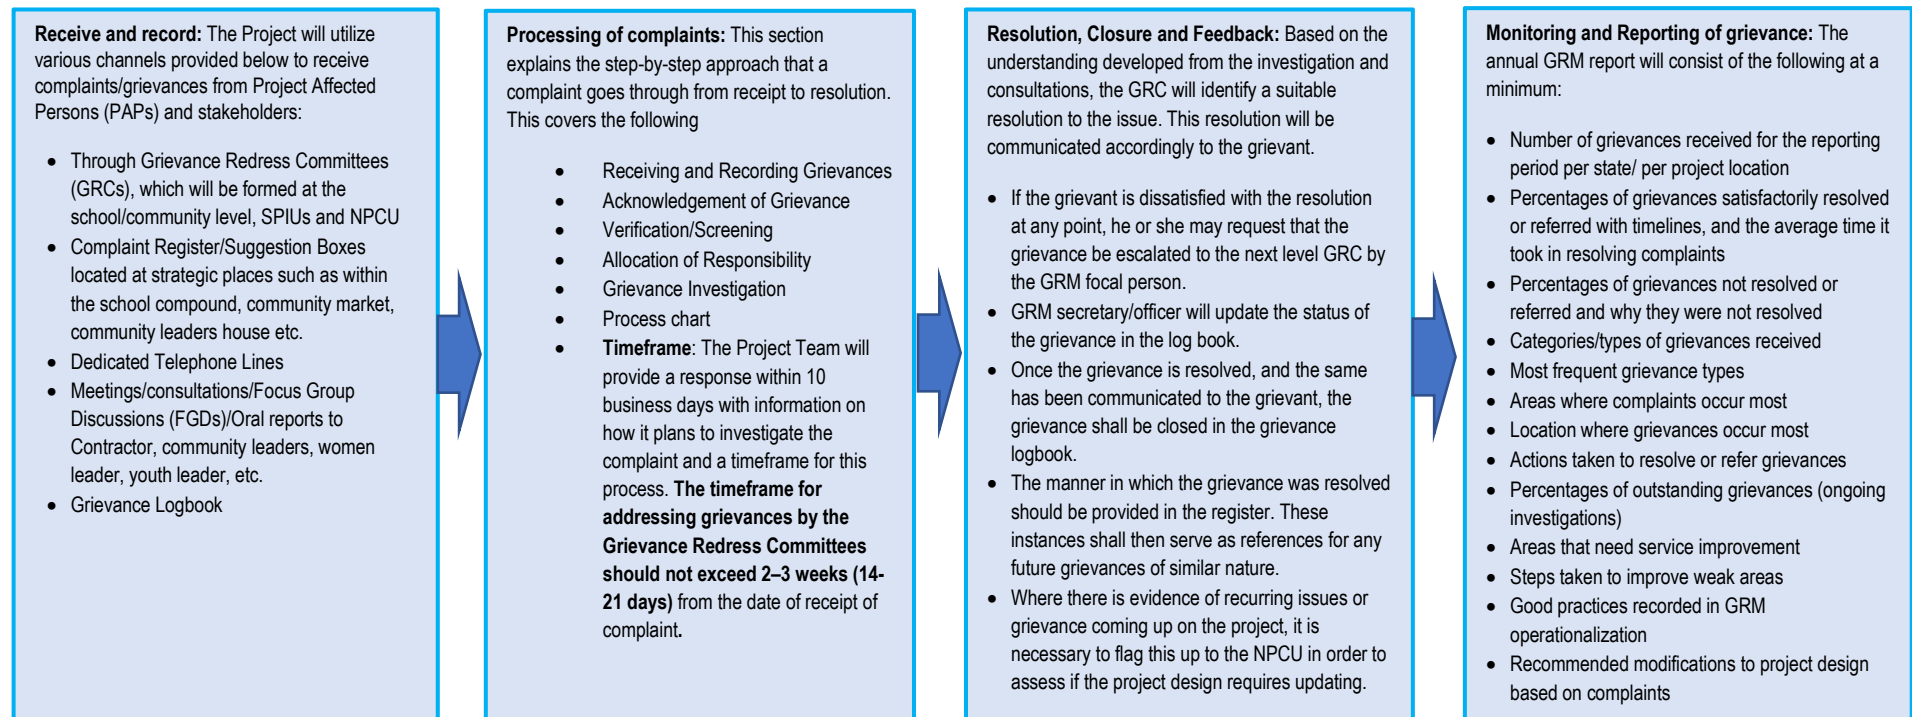 Receive and record: The Project will utilize
various channels provided below to receive
complaints/grievances from Project Affected
Persons (PAPs) and stakeholders:
• Through Grievance Redress Committees
(GRCs), which will be formed at the
school/community level, SPIUs and NPCU
• Complaint Register/Suggestion Boxes
located at strategic places such as within
the school compound, community market,
community leaders house etc.
• Dedicated Telephone Lines
• Meetings/consultations/Focus Group
Discussions (FGDs)/Oral reports to
Contractor, community leaders, women
leader, youth leader, etc.
• Grievance Logbook
Processing of complaints: This section
explains the step-by-step approach that a
complaint goes through from receipt to resolution.
This covers the following
• Receiving and Recording Grievances
• Acknowledgement of Grievance
• Verification/Screening
• Allocation of Responsibility
• Grievance Investigation
• Process chart
• Timeframe: The Project Team will
provide a response within 10
business days with information on
how it plans to investigate the
complaint and a timeframe for this
process. The timeframe for
addressing grievances by the
Grievance Redress Committees
should not exceed 2–3 weeks (14-
21 days) from the date of receipt of
complaint.
Resolution, Closure and Feedback: Based on the
understanding developed from the investigation and
consultations, the GRC will identify a suitable
resolution to the issue. This resolution will be
communicated accordingly to the grievant.
• If the grievant is dissatisfied with the resolution
at any point, he or she may request that the
grievance be escalated to the next level GRC by
the GRM focal person.
• GRM secretary/officer will update the status of
the grievance in the log book.
• Once the grievance is resolved, and the same
has been communicated to the grievant, the
grievance shall be closed in the grievance
logbook.
• The manner in which the grievance was resolved
should be provided in the register. These
instances shall then serve as references for any
future grievances of similar nature.
• Where there is evidence of recurring issues or
grievance coming up on the project, it is
necessary to flag this up to the NPCU in order to
assess if the project design requires updating.
Monitoring and Reporting of grievance: The
annual GRM report will consist of the following at a
minimum:
• Number of grievances received for the reporting
period per state/ per project location
• Percentages of grievances satisfactorily resolved
or referred with timelines, and the average time it
took in resolving complaints
• Percentages of grievances not resolved or
referred and why they were not resolved
• Categories/types of grievances received
• Most frequent grievance types
• Areas where complaints occur most
• Location where grievances occur most
• Actions taken to resolve or refer grievances
• Percentages of outstanding grievances (ongoing
investigations)
• Areas that need service improvement
• Steps taken to improve weak areas
• Good practices recorded in GRM
operationalization
• Recommended modifications to project design
based on complaints